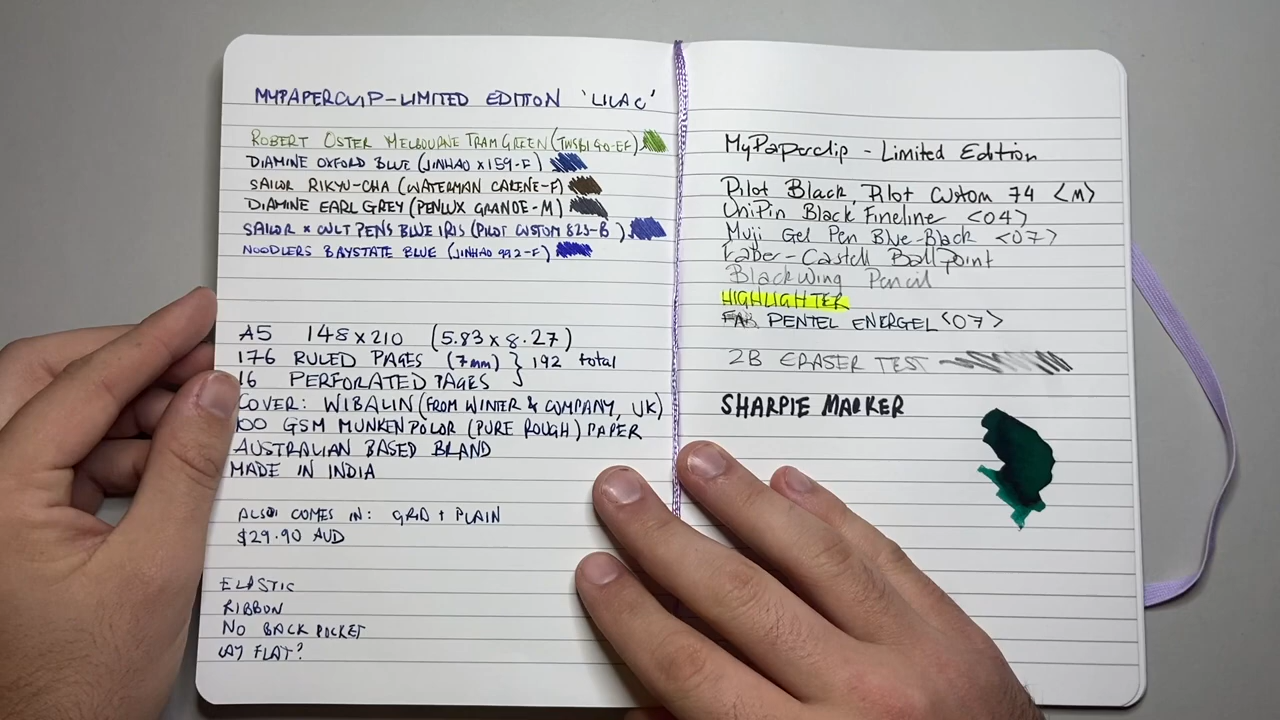 MYPAPERCLIP-LIMITED EDITION 'LILAC'
ROBERT OSTER MELBOURNE TRAM GREEN (TWSBI GO-EF)
DIAMINE OXFORD BLUE (JINHAO X159-F)
SAILOR RIKYU-CHA (WATERMAN CARENE-F)
DIAMINE EARL GREY (PENLUX GRANDE-M)
SAILOR x CULT PENS BLUE IRIS (PILOT CUSTOM 823-B)
NOODLERS BAYSTATE BLUE (JINHAO 992-F)
A5 148 x 210 (5.83 x 8.27)
176 RULED PAGES (7mm) } 192 total
16 PERFORATED PAGES
COVER: WIBALIN (FROM WINTER & COMPANY, UK)
100 GSM MUNKEN POLOR (PURE ROUGH) PAPER
AUSTRALIAN BASED BRAND
MADE IN INDIA
ALSO COMES IN: GRID + PLAIN
$29.90 AUD
ELASTIC
RIBBON
NO BACK POCKET
LAY FLAT?
MyPaperclip - Limited Edition
Pilot Black, Pilot Custom 74 <M>
UniPin Black Fineline <04>
Muji Gel Pen Blue-Black <07>
Faber-Castell Ballpoint
Blackwing Pencil
HIGHLIGHTER
PENTEL ENERGEL <07>
2B ERASER TEST
SHARPIE MARKER